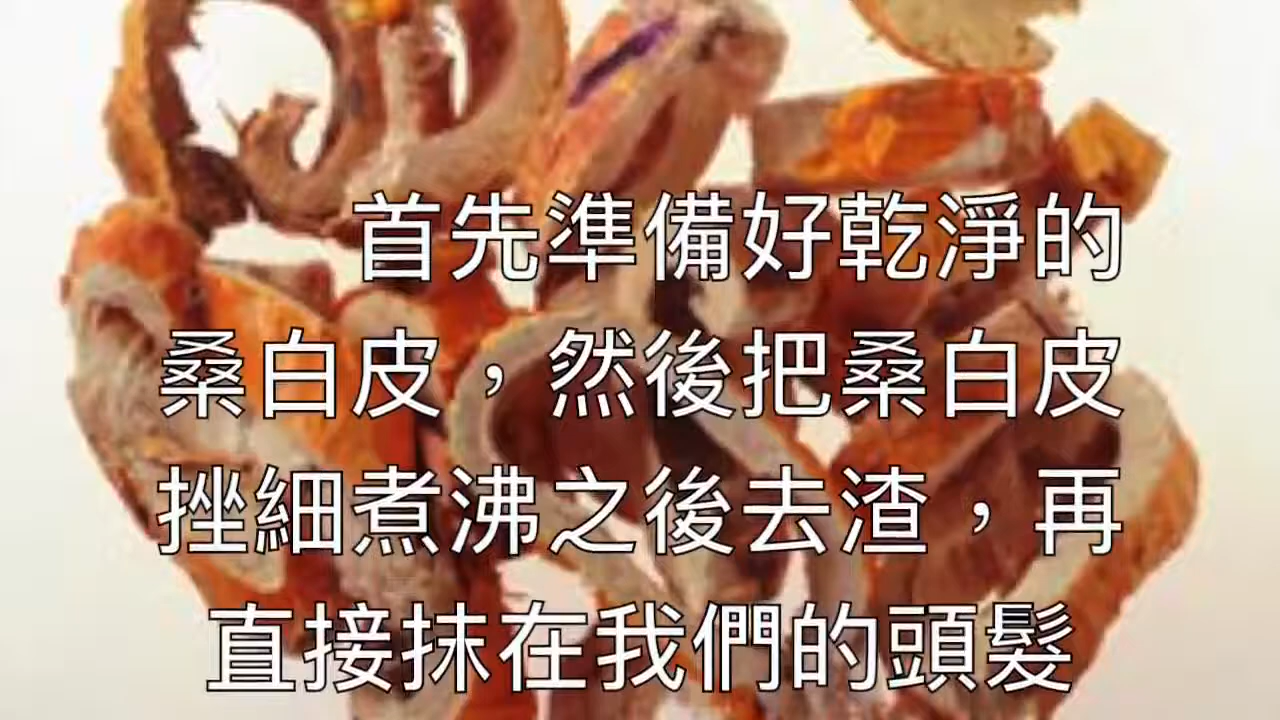 首先準備好乾淨的
桑白皮，然後把桑白皮
挫細煮沸之後去渣，再
直接抹在我們的頭髮